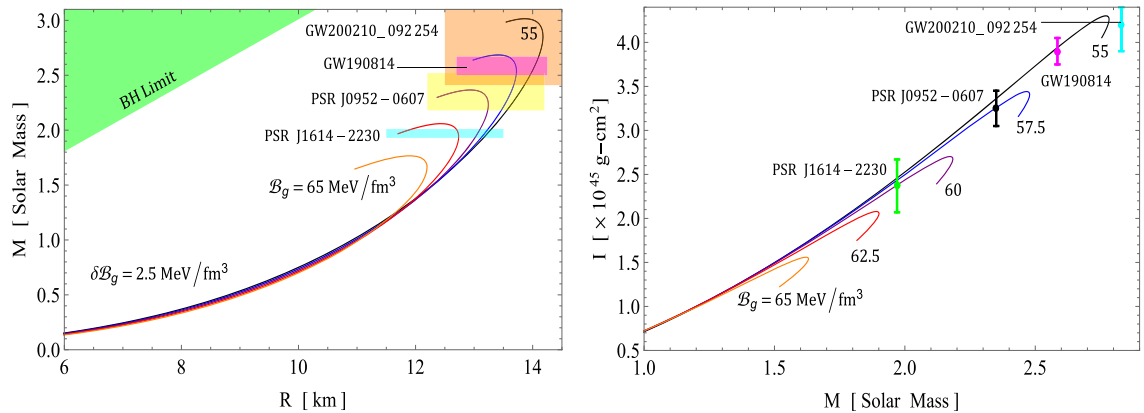 3.0
2.5
2.0
1.5
1.0
0.5
0.0
M [ Solar Mass ]
BH Limit
GW200210_092254
55
GW190814
PSR J0952−0607
PSR J1614−2230
ℬg = 65 MeV/fm³
δℬg = 2.5 MeV/fm³
6 8 10 12 14
R [ km ]
4.0
3.5
3.0
2.5
2.0
1.5
1.0
0.5
I [ × 10⁴⁵ g−cm² ]
GW200210_092254
55
GW190814
PSR J0952−0607
57.5
PSR J1614−2230
60
62.5
ℬg = 65 MeV/fm³
1.0 1.5 2.0 2.5
M [ Solar Mass ]